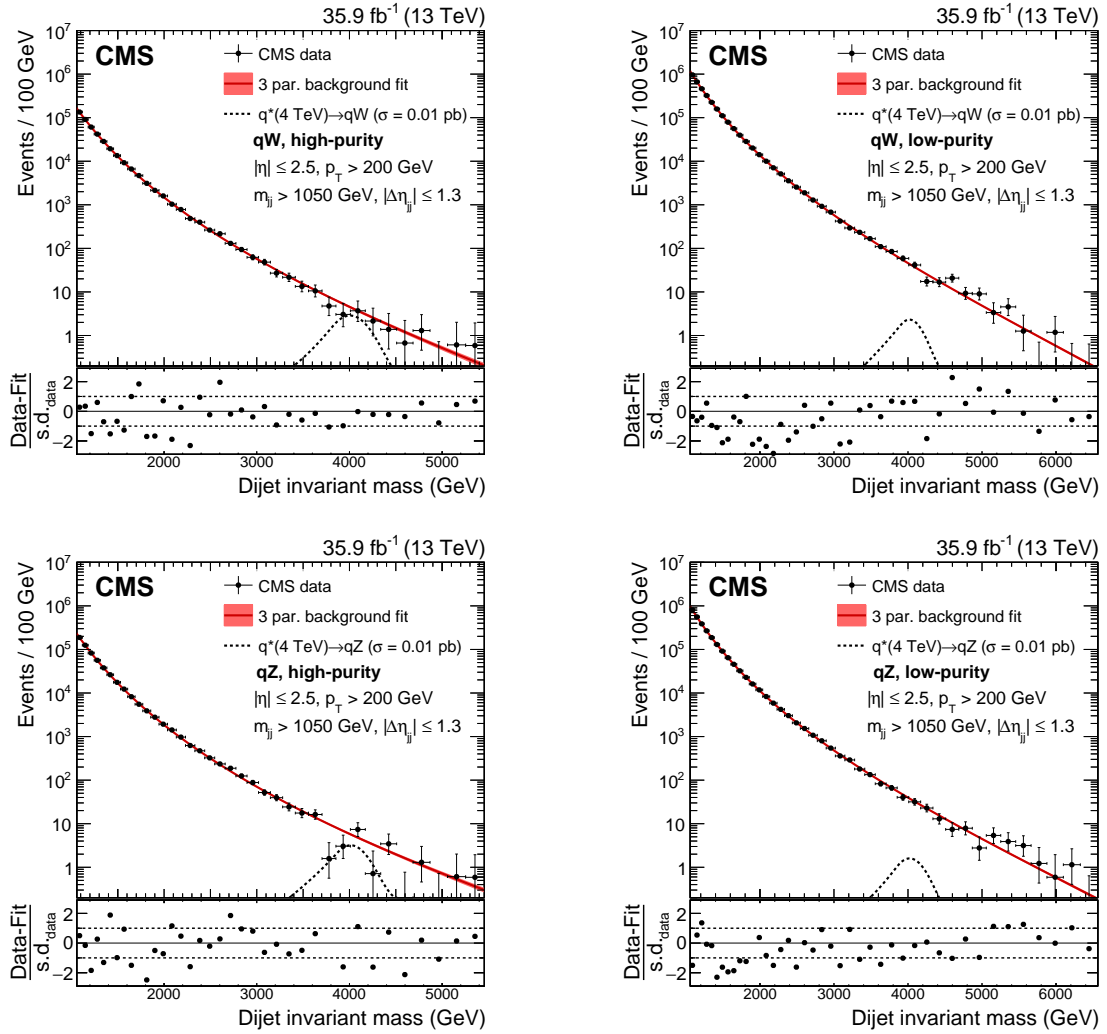 35.9 fb⁻¹ (13 TeV)
Events / 100 GeV
10⁷
10⁶
10⁵
10⁴
10³
10²
10
1
CMS
CMS data
3 par. background fit
q*(4 TeV)→qW (σ = 0.01 pb)
qW, high-purity
|η| ≤ 2.5, p_T > 200 GeV
m_jj > 1050 GeV, |Δη_jj| ≤ 1.3
Data-Fit
s.d._data
2
0
−2
2000 3000 4000 5000
Dijet invariant mass (GeV)
35.9 fb⁻¹ (13 TeV)
Events / 100 GeV
10⁷
10⁶
10⁵
10⁴
10³
10²
10
1
CMS
CMS data
3 par. background fit
q*(4 TeV)→qW (σ = 0.01 pb)
qW, low-purity
|η| ≤ 2.5, p_T > 200 GeV
m_jj > 1050 GeV, |Δη_jj| ≤ 1.3
Data-Fit
s.d._data
2
0
−2
2000 3000 4000 5000 6000
Dijet invariant mass (GeV)
35.9 fb⁻¹ (13 TeV)
Events / 100 GeV
10⁷
10⁶
10⁵
10⁴
10³
10²
10
1
CMS
CMS data
3 par. background fit
q*(4 TeV)→qZ (σ = 0.01 pb)
qZ, high-purity
|η| ≤ 2.5, p_T > 200 GeV
m_jj > 1050 GeV, |Δη_jj| ≤ 1.3
Data-Fit
s.d._data
2
0
−2
2000 3000 4000 5000
Dijet invariant mass (GeV)
35.9 fb⁻¹ (13 TeV)
Events / 100 GeV
10⁷
10⁶
10⁵
10⁴
10³
10²
10
1
CMS
CMS data
3 par. background fit
q*(4 TeV)→qZ (σ = 0.01 pb)
qZ, low-purity
|η| ≤ 2.5, p_T > 200 GeV
m_jj > 1050 GeV, |Δη_jj| ≤ 1.3
Data-Fit
s.d._data
2
0
−2
2000 3000 4000 5000 6000
Dijet invariant mass (GeV)